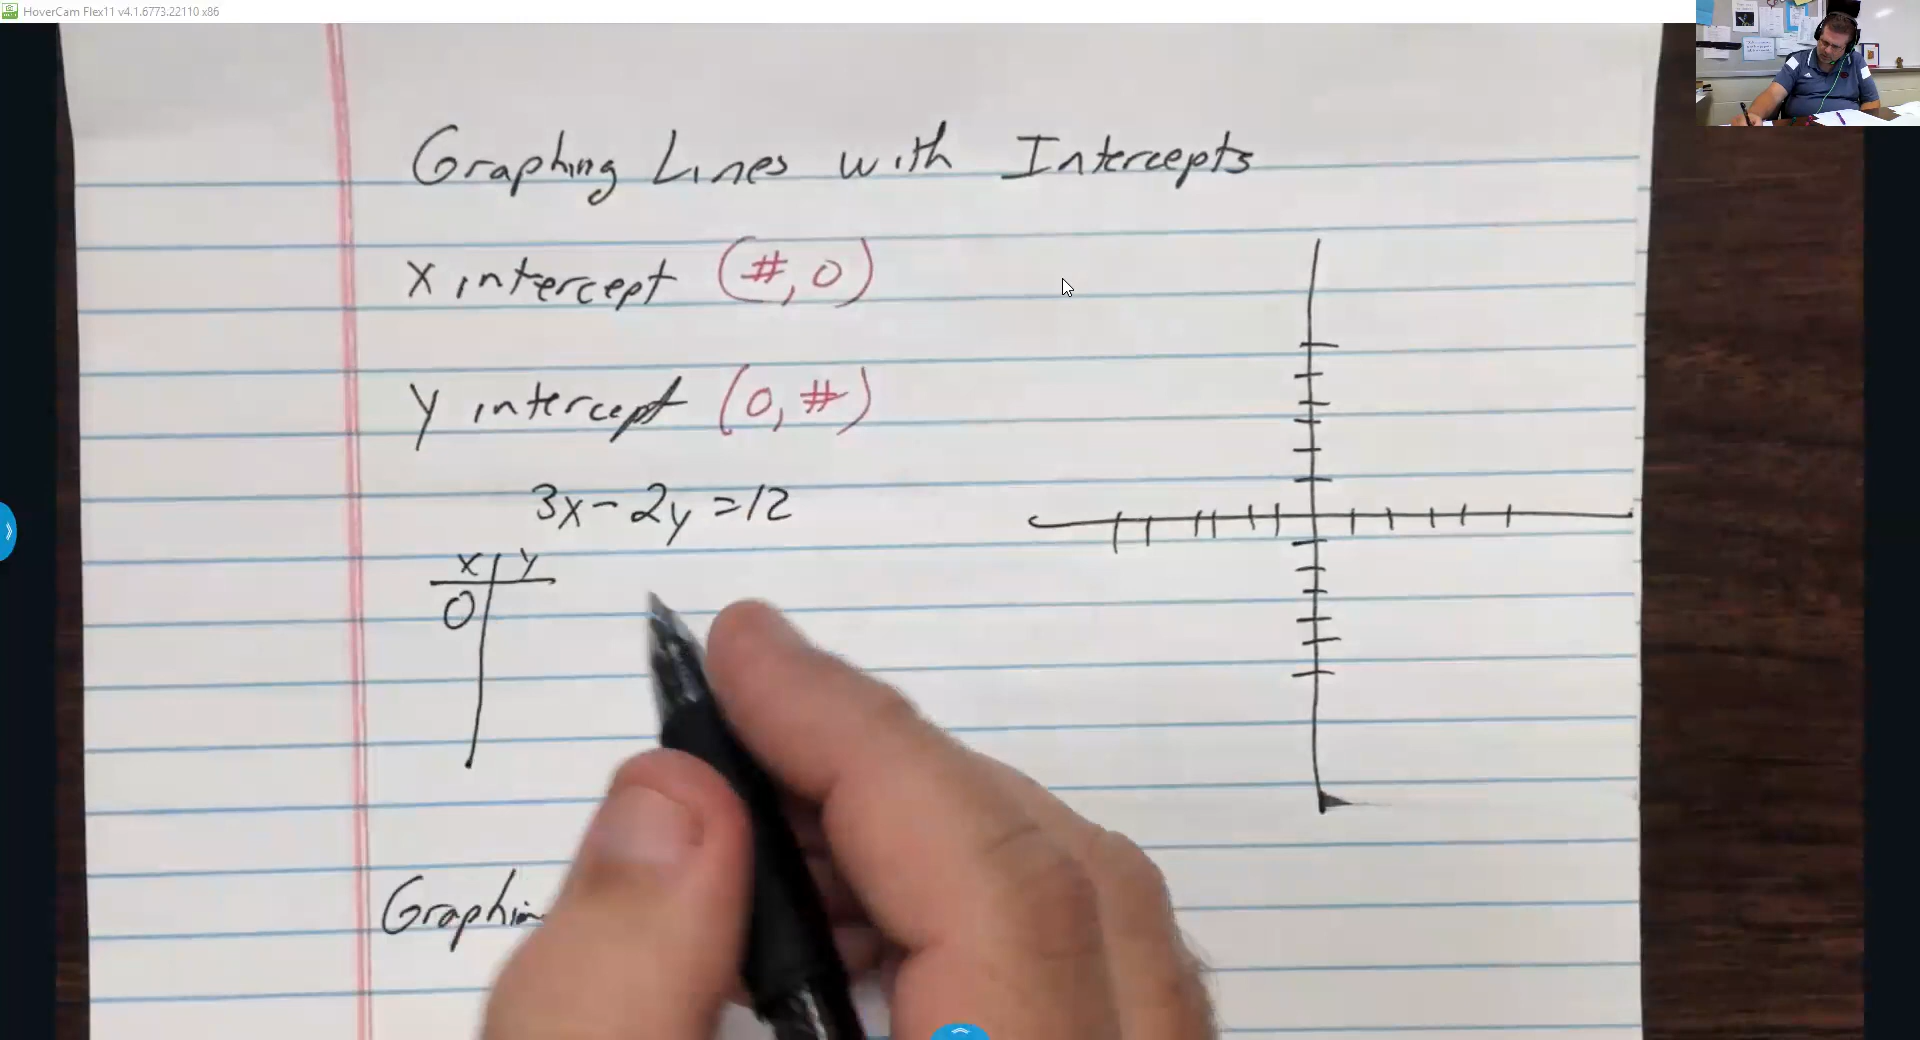 HoverCam Flex11 v4.1.6773.22110 x86
Graphing Lines with Intercepts
x intercept (#, 0)
y intercept (0, #)
3x - 2y = 12
x y
0